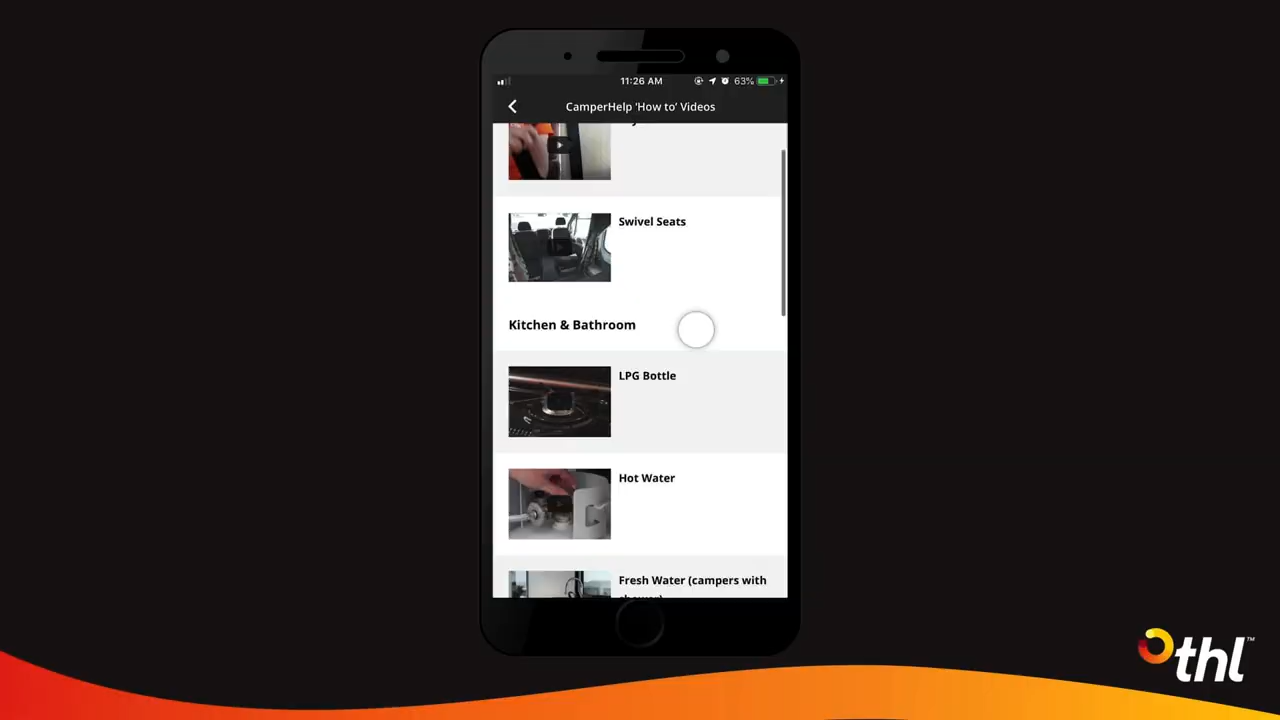 11:26 AM
63%
CamperHelp 'How to' Videos
Swivel Seats
Kitchen & Bathroom
LPG Bottle
Hot Water
Fresh Water (campers with
thl™